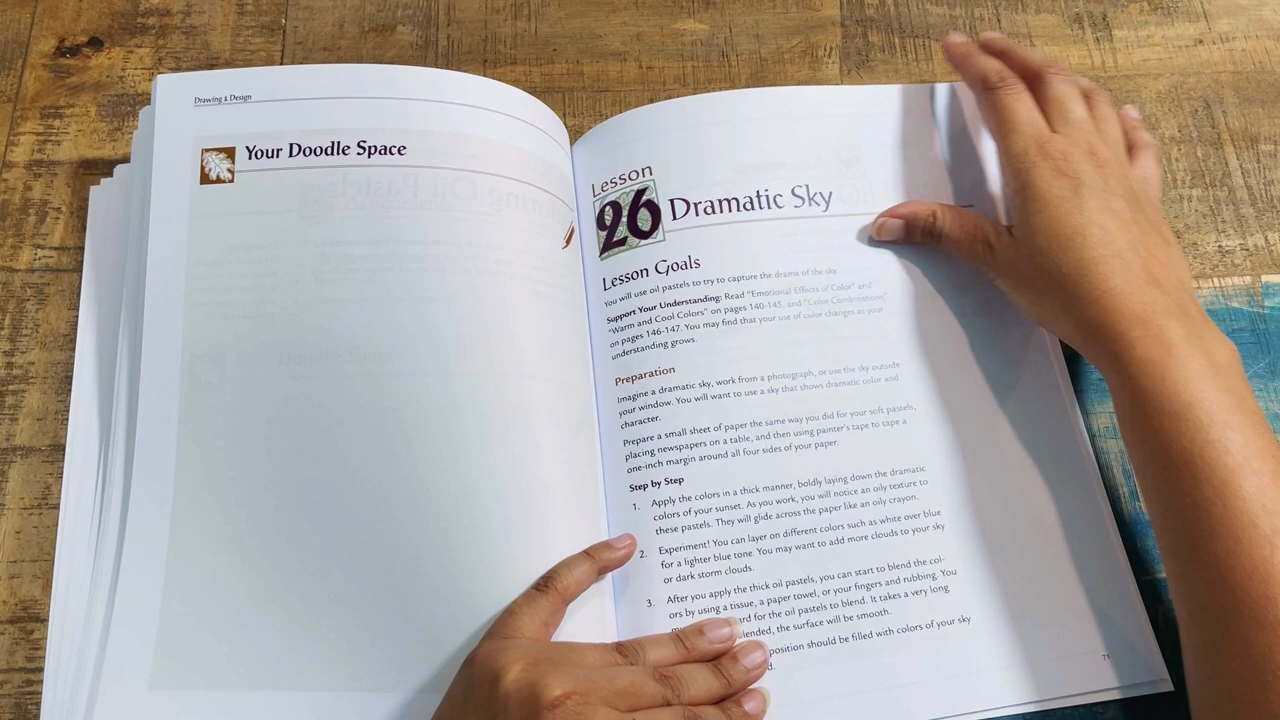 Drawing & Design
Your Doodle Space
Lesson
26
Dramatic Sky
Lesson Goals
You will use oil pastels to try to capture the drama of the sky.
Support Your Understanding: Read "Emotional Effects of Color" and
"Warm and Cool Colors" on pages 140-145, and "Color Combinations"
on pages 146-147. You may find that your use of color changes as your
understanding grows.
Preparation
Imagine a dramatic sky, work from a photograph, or use the sky outside
your window. You will want to use a sky that shows dramatic color and
character.
Prepare a small sheet of paper the same way you did for your soft pastels,
placing newspapers on a table, and then using painter's tape to tape a
one-inch margin around all four sides of your paper.
Step by Step
1. Apply the colors in a thick manner, boldly laying down the dramatic
colors of your sunset. As you work, you will notice an oily texture to
these pastels. They will glide across the paper like an oily crayon.
2. Experiment! You can layer on different colors such as white over blue
for a lighter blue tone. You may want to add more clouds to your sky
or dark storm clouds.
3. After you apply the thick oil pastels, you can start to blend the col-
ors by using a tissue, a paper towel, or your fingers and rubbing. You
for the oil pastels to blend. It takes a very long
the surface will be smooth.
should be filled with colors of your sky
71